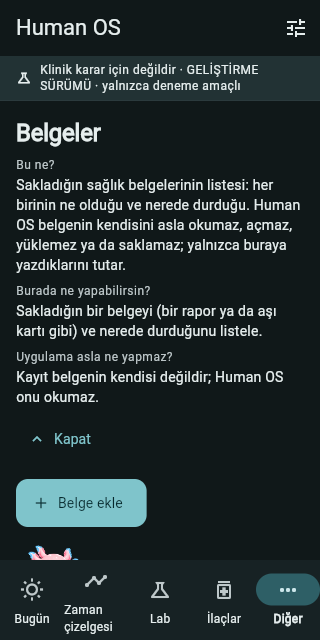 Human OS
Klinik karar için değildir · GELİŞTİRME
SÜRÜMÜ · yalnızca deneme amaçlı
Belgeler
Bu ne?
Sakladığın sağlık belgelerinin listesi: her
birinin ne olduğu ve nerede durduğu. Human
OS belgenin kendisini asla okumaz, açmaz,
yüklemez ya da saklamaz; yalnızca buraya
yazdıklarını tutar.
Burada ne yapabilirsin?
Sakladığın bir belgeyi (bir rapor ya da aşı
kartı gibi) ve nerede durduğunu listele.
Uygulama asla ne yapmaz?
Kayıt belgenin kendisi değildir; Human OS
onu okumaz.
Kapat
Belge ekle
Bugün
Zaman
çizelgesi
Lab
İlaçlar
Diğer